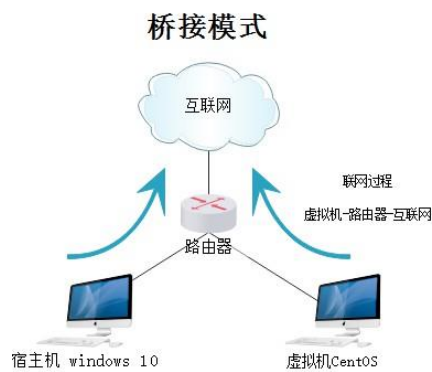 桥接模式
互联网
联网过程
虚拟机-路由器-互联网
路由器
宿主机 windows 10
虚拟机CentOS